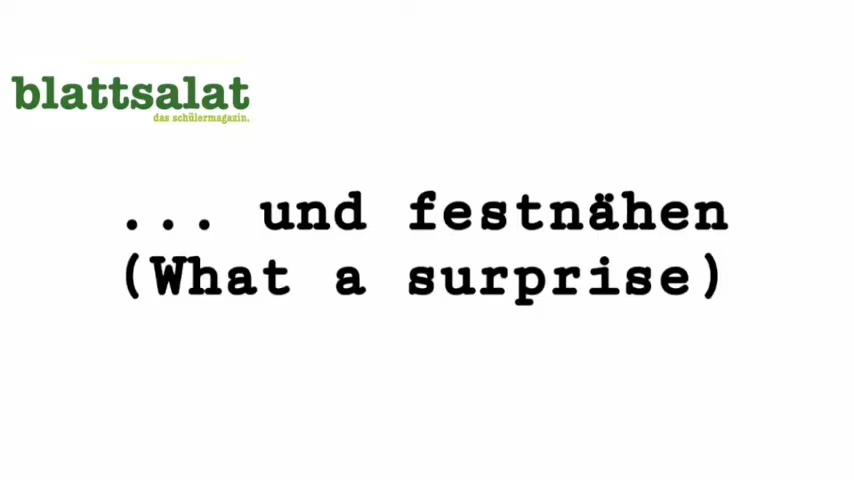 blattsalat
das schülermagazin.
... und festnähen
(What a surprise)